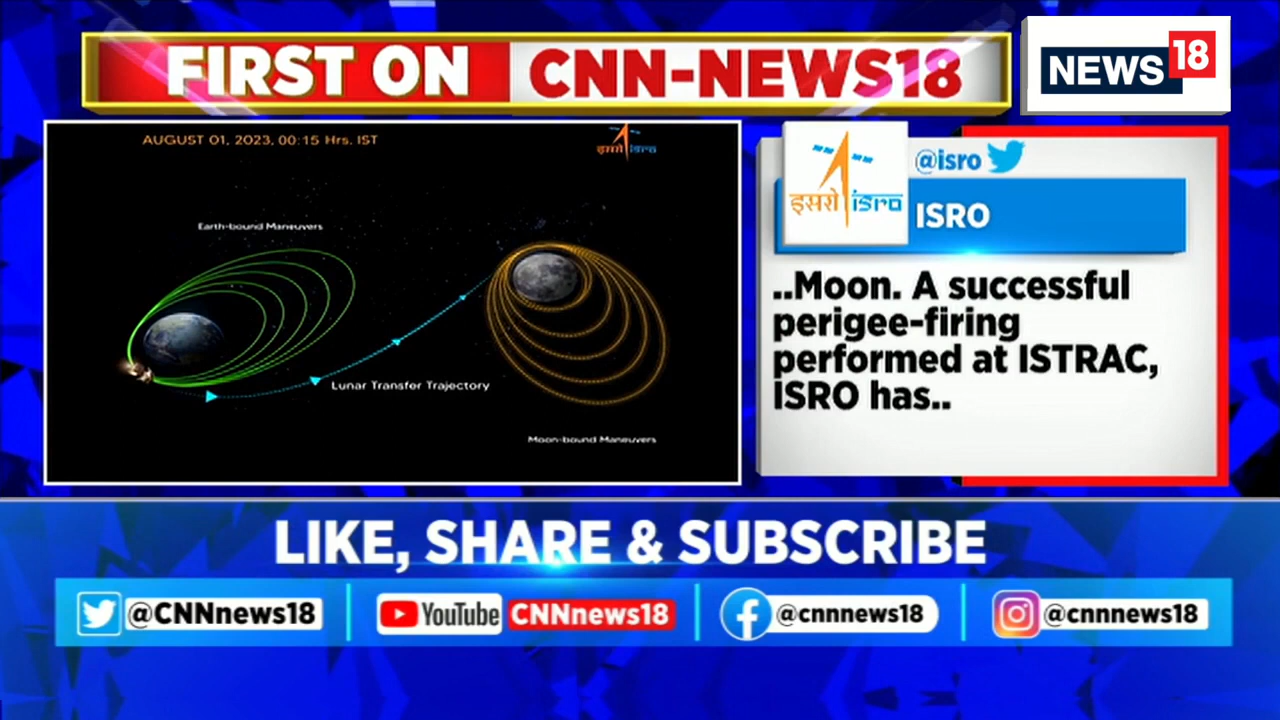 FIRST ON CNN-NEWS18
NEWS 18
AUGUST 01, 2023, 00:15 Hrs. IST
इसरो isro
Earth-bound Maneuvers
Lunar Transfer Trajectory
Moon-bound Maneuvers
इसरो isro
@isro
ISRO
..Moon. A successful
perigee-firing
performed at ISTRAC,
ISRO has..
LIKE, SHARE & SUBSCRIBE
@CNNnews18
YouTube CNNnews18
@cnnnews18
@cnnnews18